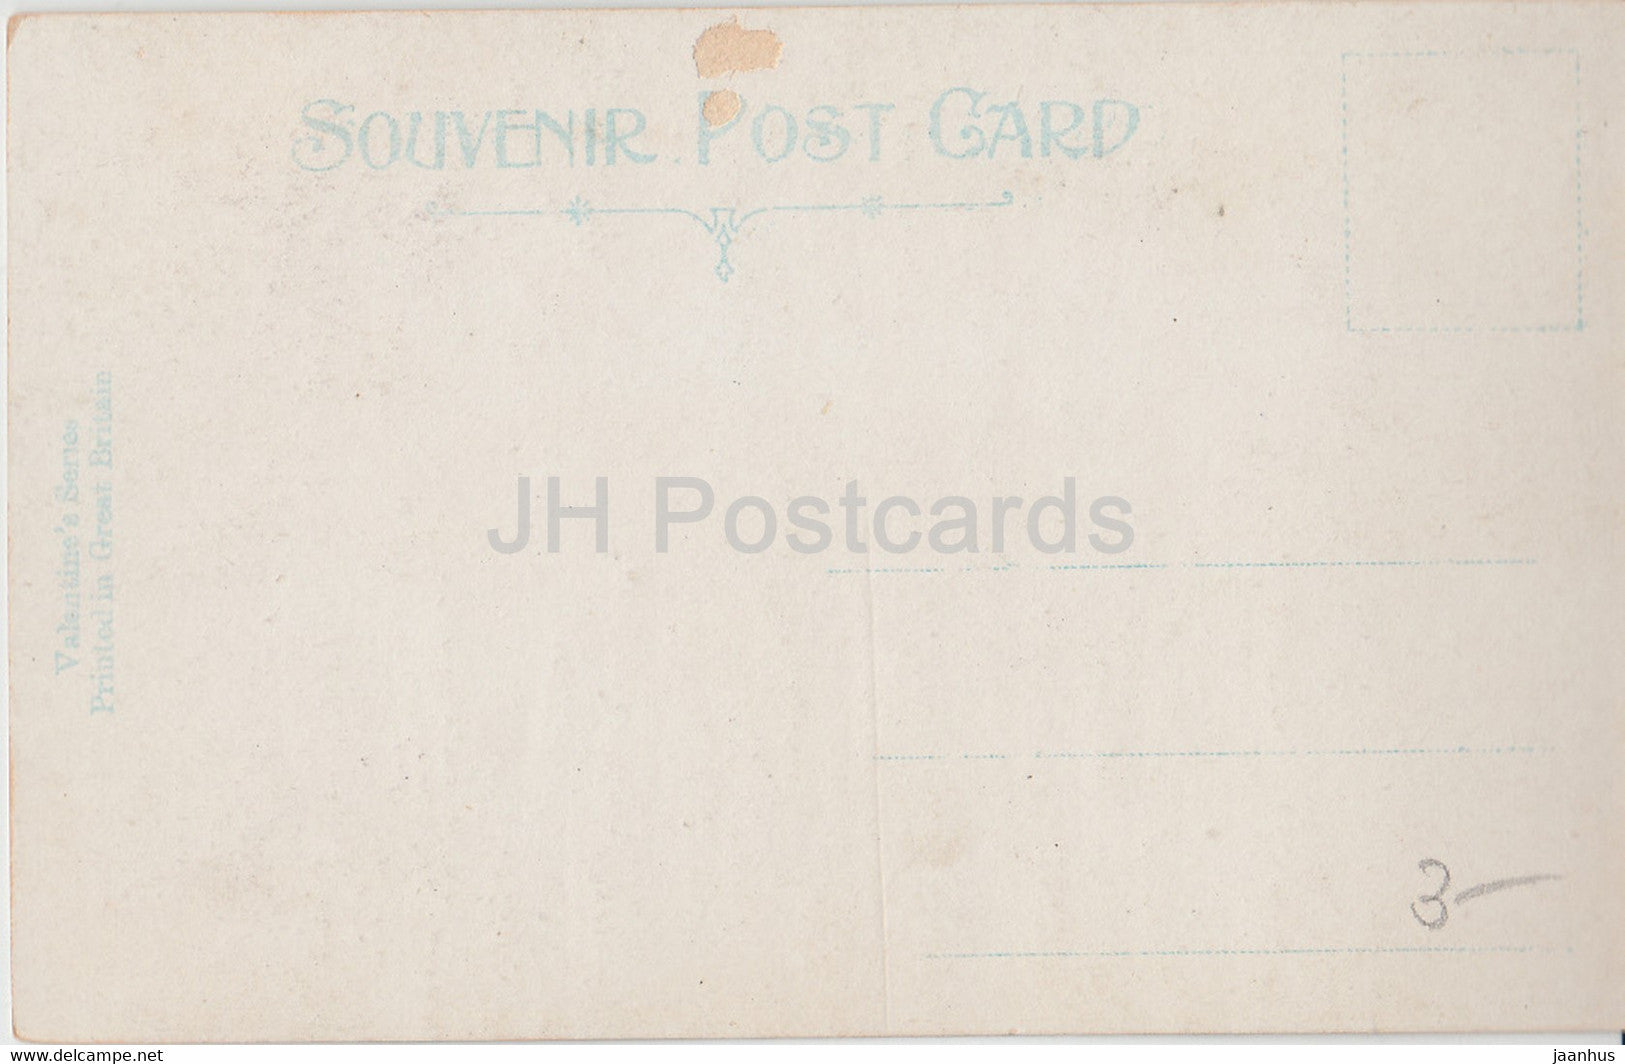 SOUVENIR POST CARD
Valentine's Series
Printed in Great Britain
JH Postcards
3-
www.delcampe.net
jaanhus